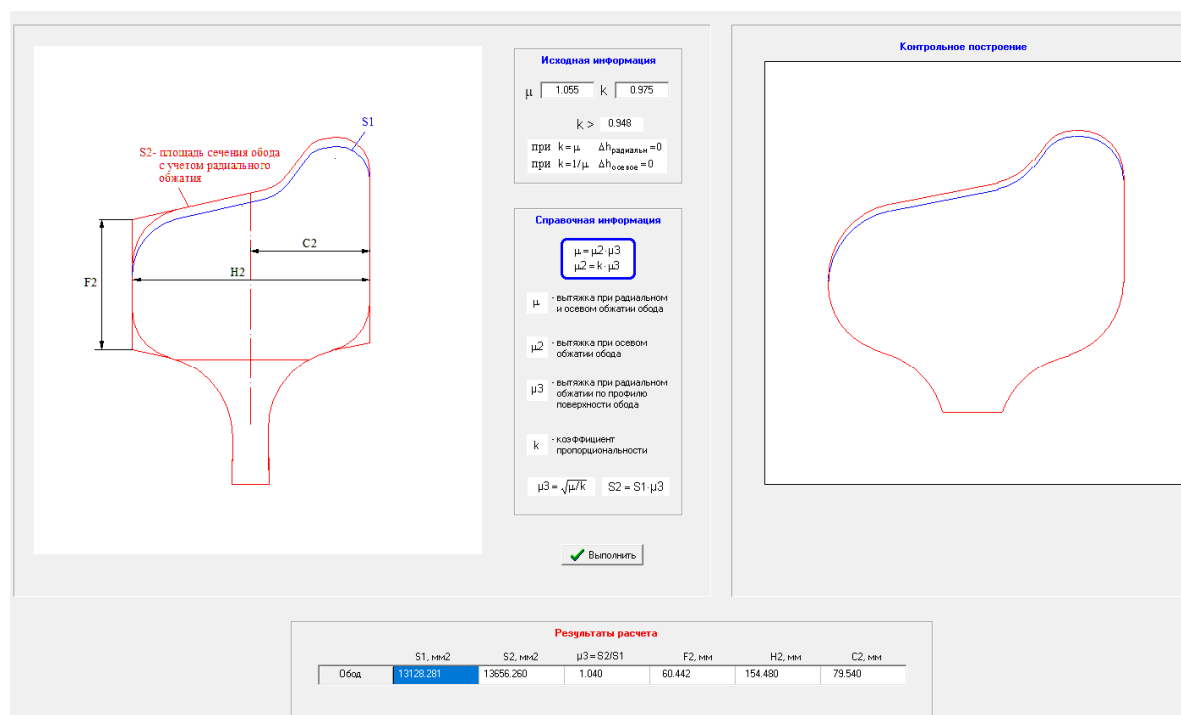 Исходная информация
μ 1.055 k 0.975
k > 0.948
при k=μ Δhрадиальн=0
при k=1/μ Δhосевое=0
S1
S2- площадь сечения обода
с учетом радиального
обжатия
C2
H2
F2
Справочная информация
μ=μ2·μ3
μ2=k·μ3
μ - вытяжка при радиальном
и осевом обжатии обода
μ2 - вытяжка при осевом
обжатии обода
μ3 - вытяжка при радиальном
обжатии по профилю
поверхности обода
k - коэффициент
пропорциональности
μ3=√μ/k S2=S1·μ3
Выполнить
Контрольное построение
Результаты расчета
S1, мм2 S2, мм2 μ3=S2/S1 F2, мм H2, мм C2, мм
Обод 13128.281 13656.260 1.040 60.442 154.480 79.540